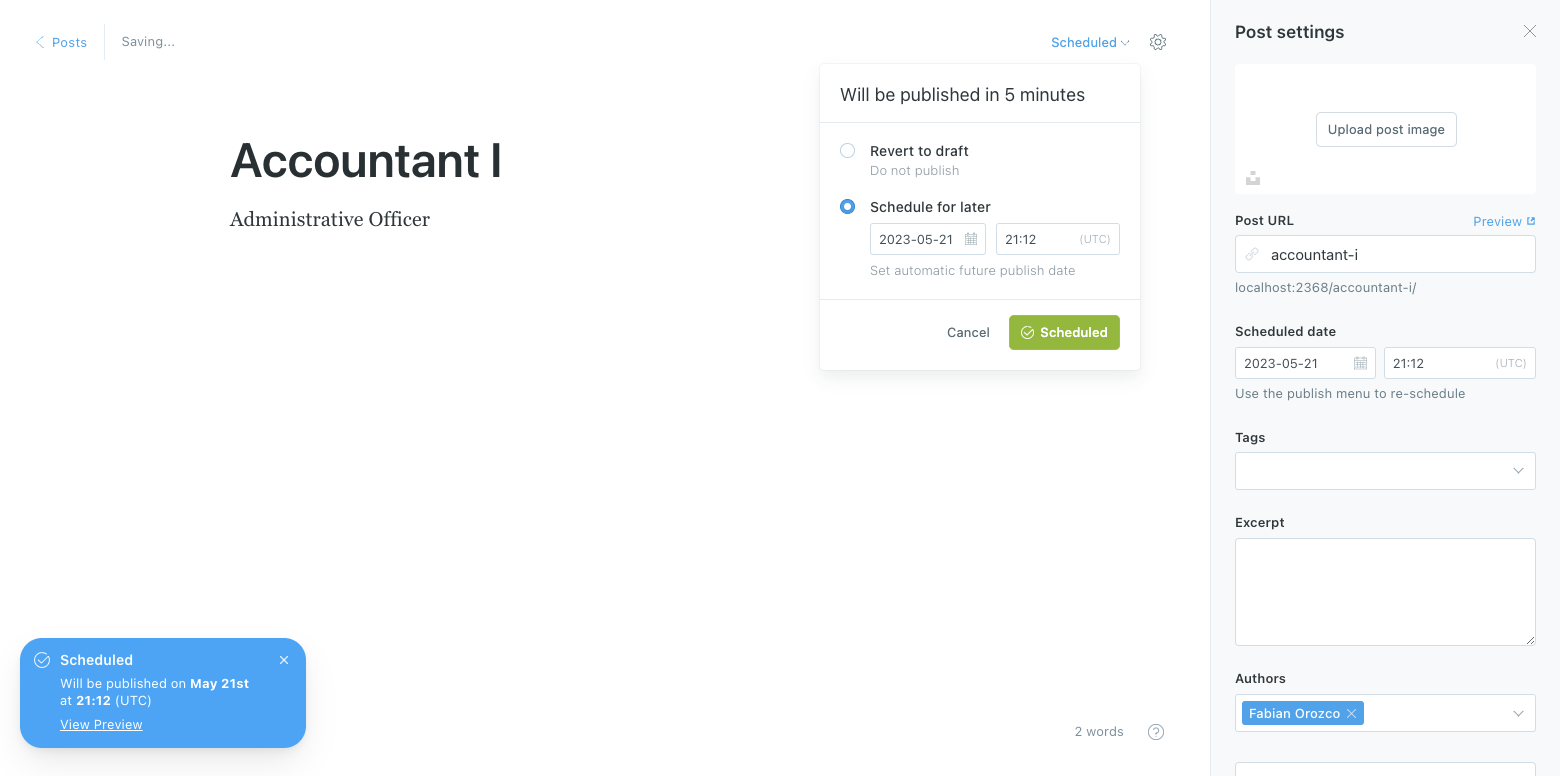 Posts
Saving...
Scheduled
Will be published in 5 minutes
Revert to draft
Do not publish
Schedule for later
2023-05-21
21:12
(UTC)
Set automatic future publish date
Cancel
Scheduled
Accountant I
Administrative Officer
Scheduled
Will be published on May 21st
at 21:12 (UTC)
View Preview
2 words
?
Post settings
Upload post image
Post URL
Preview
accountant-i
localhost:2368/accountant-i/
Scheduled date
2023-05-21
21:12
(UTC)
Use the publish menu to re-schedule
Tags
Excerpt
Authors
Fabian Orozco